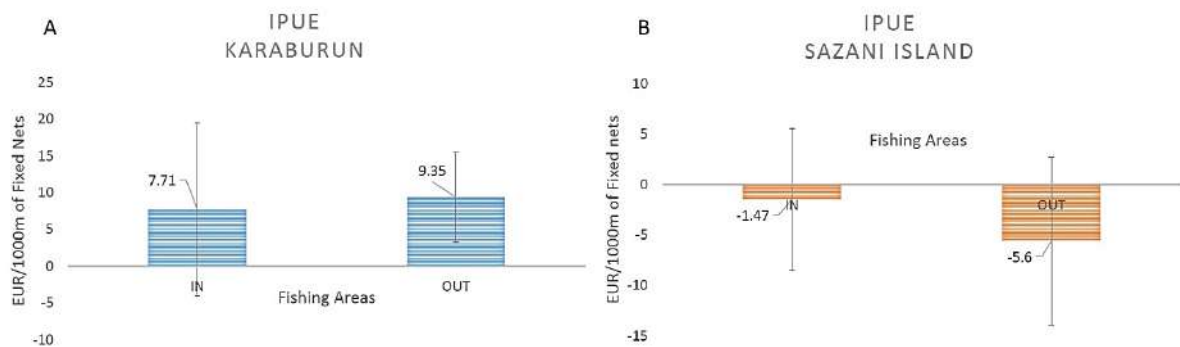 A
IPUE
KARABURUN
EUR/1000m of Fixed Nets
25
20
15
10
5
0
-5
-10
7.71
9.35
IN
OUT
Fishing Areas
B
IPUE
SAZANI ISLAND
EUR/1000m of Fixed nets
10
5
0
-5
-10
-15
Fishing Areas
IN
OUT
-1.47
-5.6